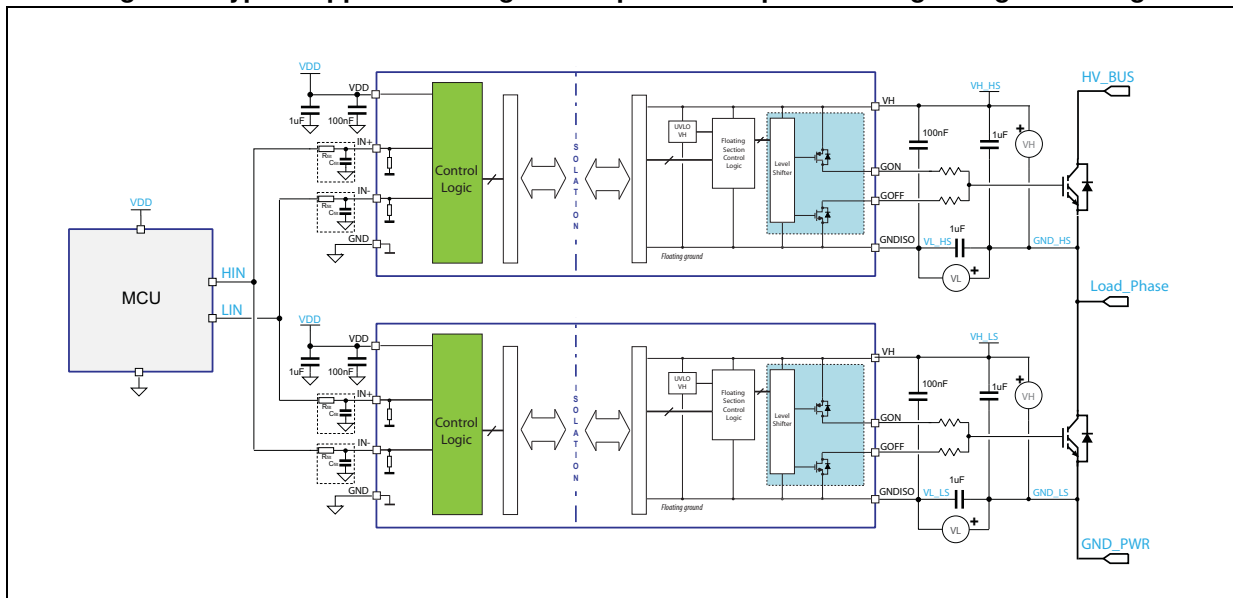 VDD
1uF
100nF
VDD
IN+
IN-
GND
Control
Logic
ISOLATION
UVLO
VH
Floating
Section
Control
Logic
Level
Shifter
Floating ground
VH
GON
GOFF
GNDISO
100nF
VH_HS
1uF
VH
+
VL_HS
1uF
VL
+
GND_HS
HV_BUS
VDD
MCU
HIN
LIN
Load_Phase
VDD
1uF
100nF
VDD
IN+
IN-
GND
Control
Logic
ISOLATION
UVLO
VH
Floating
Section
Control
Logic
Level
Shifter
Floating ground
VH
GON
GOFF
GNDISO
100nF
VH_LS
1uF
VH
+
VL_LS
1uF
VL
+
GND_LS
GND_PWR